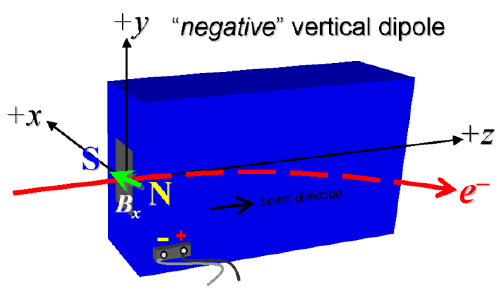 +y “negative” vertical dipole
+x
+z
S
N
Bx
beam direction
e−
− +